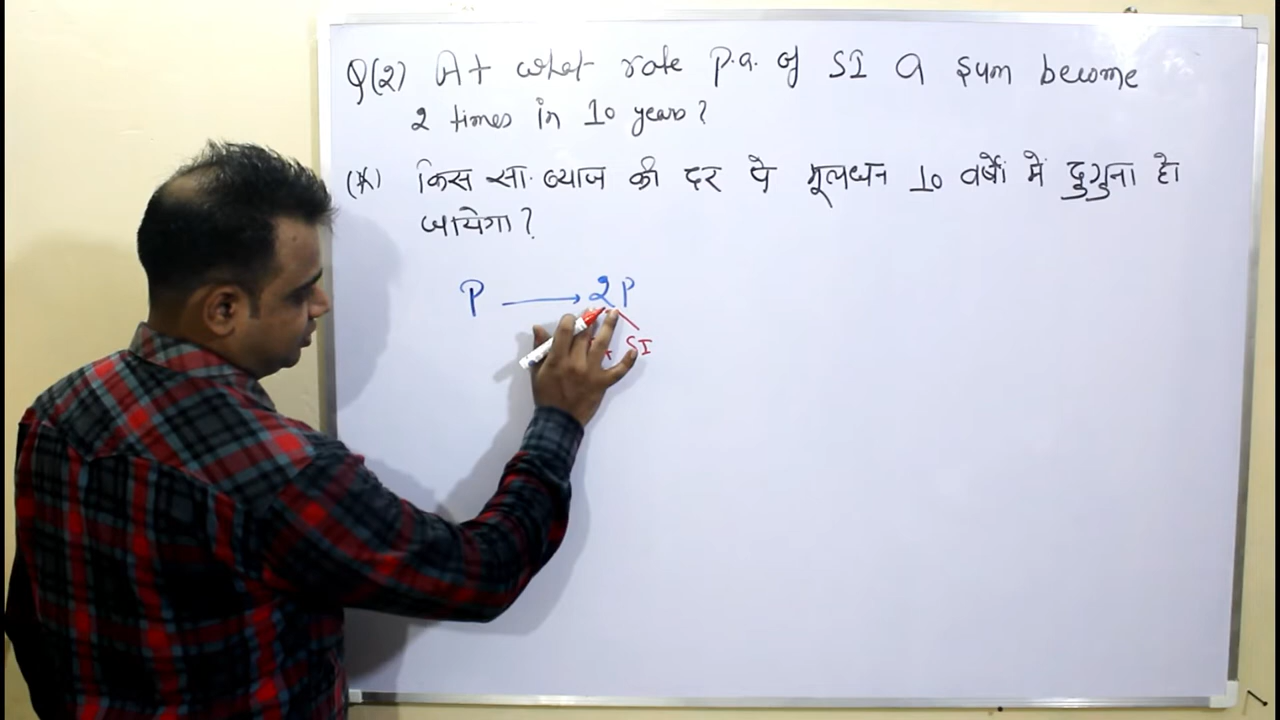 Q(2) At what rate p.a. of SI a sum become
2 times in 10 years?
(*) किस सा. ब्याज की दर पे मूलधन 10 वर्षो में दुगुना हो
जायेगा?
P → 2P
SI